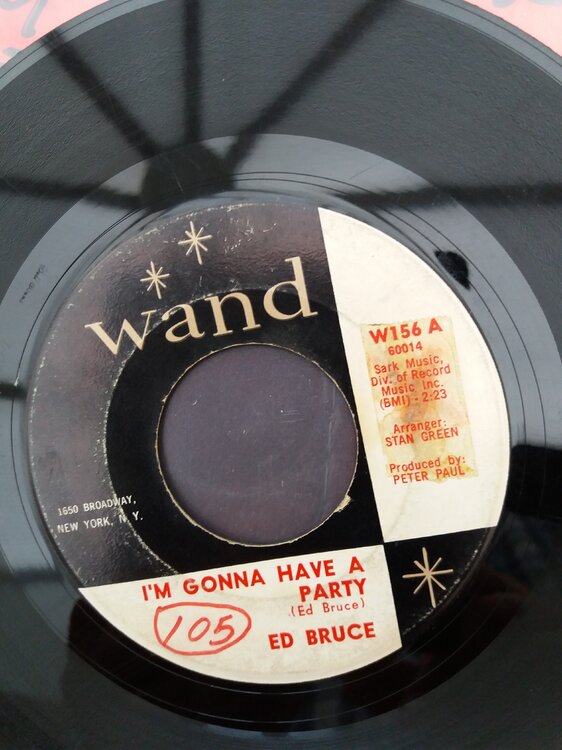 wand
W156 A
60014
Sark Music,
Div. of Record
Music Inc.
(BMI) - 2:23
Arranger:
STAN GREEN
Produced by:
PETER PAUL
1650 BROADWAY,
NEW YORK, N.Y.
I'M GONNA HAVE A
PARTY
(Ed Bruce)
105
ED BRUCE